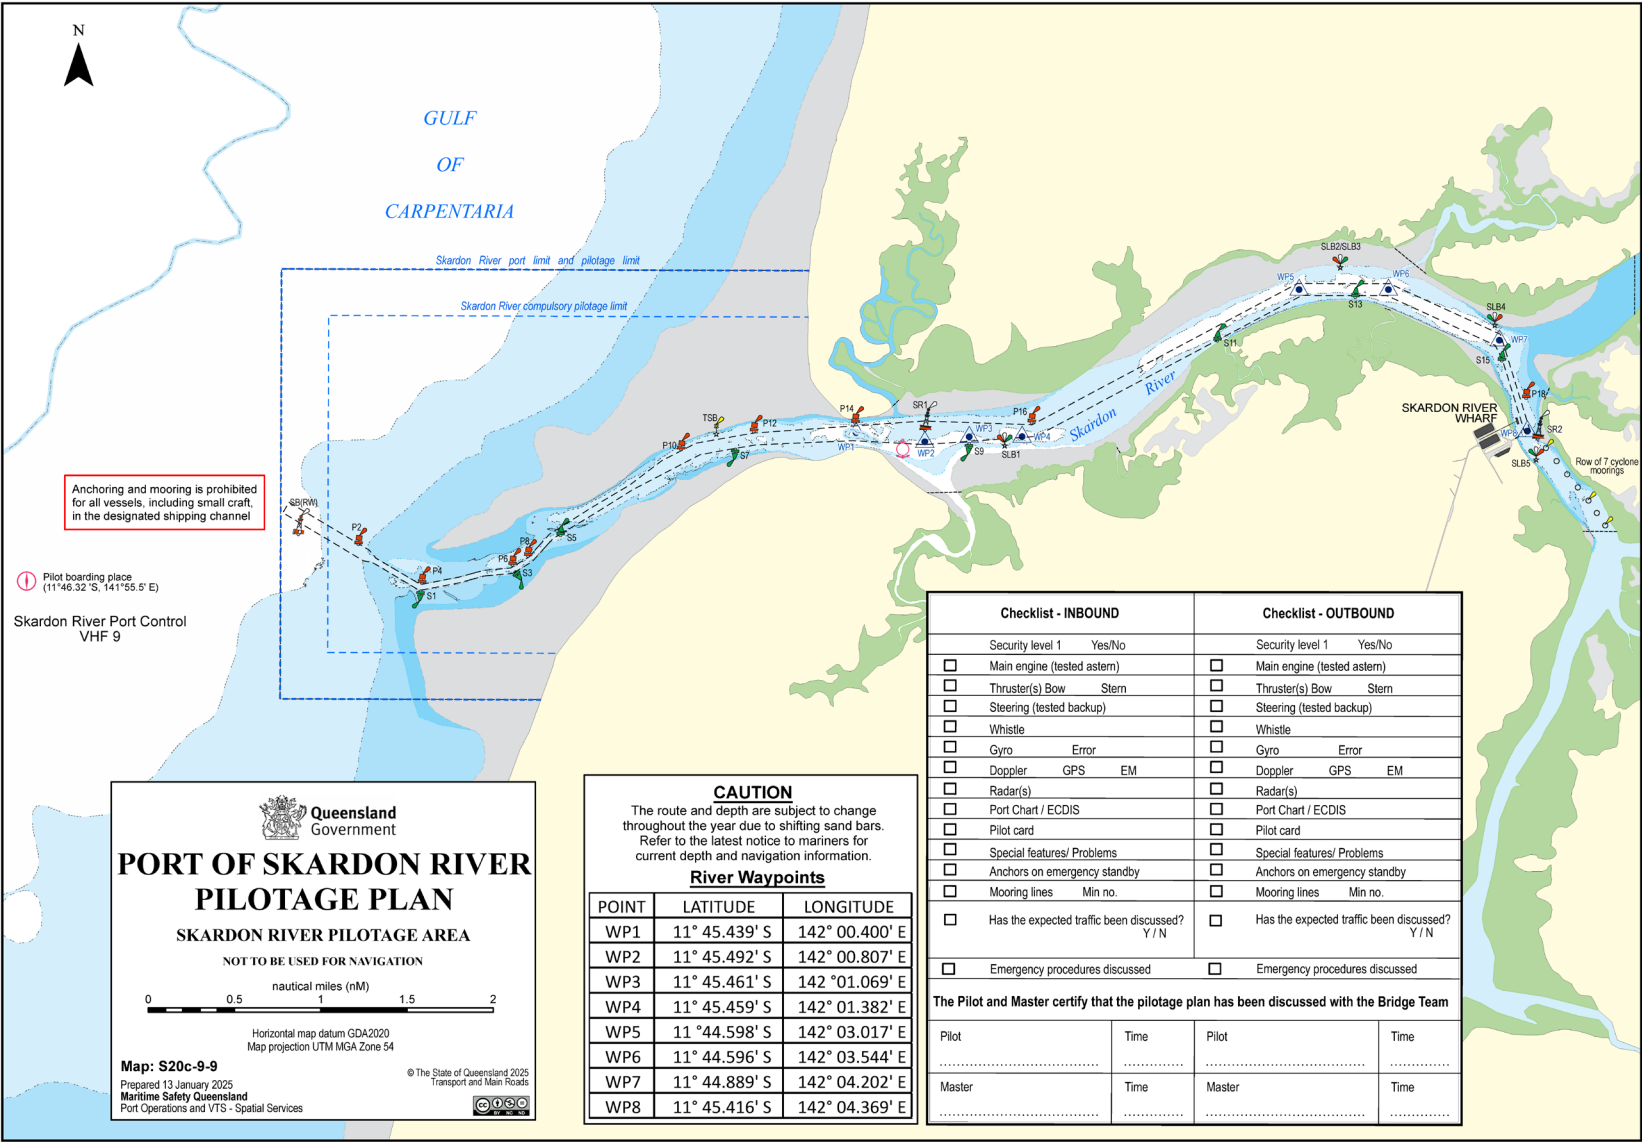 N
GULF
OF
CARPENTARIA
Skardon River port limit and pilotage limit
Skardon River compulsory pilotage limit
SLB2/SLB3
WP5
WP6
S13
SLB4
WP7
S15
S11
P18
SKARDON RIVER
WHARF
WP8
SR2
SLB5
Row of 7 cyclone
moorings
Skardon River
TSB
P10
P12
S7
P14
WP1
SR1
WP2
WP3
S9
SLB1
P16
WP4
SB(RW)
P2
P4
S1
P6
P8
S3
S5
Anchoring and mooring is prohibited
for all vessels, including small craft,
in the designated shipping channel
Pilot boarding place
(11°46.32 'S, 141°55.5' E)
Skardon River Port Control
VHF 9
Queensland
Government
PORT OF SKARDON RIVER
PILOTAGE PLAN
SKARDON RIVER PILOTAGE AREA
NOT TO BE USED FOR NAVIGATION
nautical miles (nM)
0 0.5 1 1.5 2
Horizontal map datum GDA2020
Map projection UTM MGA Zone 54
Map: S20c-9-9
Prepared 13 January 2025
Maritime Safety Queensland
Port Operations and VTS - Spatial Services
© The State of Queensland 2025
Transport and Main Roads
CC BY NC ND
CAUTION
The route and depth are subject to change
throughout the year due to shifting sand bars.
Refer to the latest notice to mariners for
current depth and navigation information.
River Waypoints
POINT LATITUDE LONGITUDE
WP1 11° 45.439' S 142° 00.400' E
WP2 11° 45.492' S 142° 00.807' E
WP3 11° 45.461' S 142° 01.069' E
WP4 11° 45.459' S 142° 01.382' E
WP5 11° 44.598' S 142° 03.017' E
WP6 11° 44.596' S 142° 03.544' E
WP7 11° 44.889' S 142° 04.202' E
WP8 11° 45.416' S 142° 04.369' E
Checklist - INBOUND
Security level 1 Yes/No
Main engine (tested astern)
Thruster(s) Bow Stern
Steering (tested backup)
Whistle
Gyro Error
Doppler GPS EM
Radar(s)
Port Chart / ECDIS
Pilot card
Special features/ Problems
Anchors on emergency standby
Mooring lines Min no.
Has the expected traffic been discussed?
Y / N
Emergency procedures discussed
Checklist - OUTBOUND
Security level 1 Yes/No
Main engine (tested astern)
Thruster(s) Bow Stern
Steering (tested backup)
Whistle
Gyro Error
Doppler GPS EM
Radar(s)
Port Chart / ECDIS
Pilot card
Special features/ Problems
Anchors on emergency standby
Mooring lines Min no.
Has the expected traffic been discussed?
Y / N
Emergency procedures discussed
The Pilot and Master certify that the pilotage plan has been discussed with the Bridge Team
Pilot Time Pilot Time
Master Time Master Time